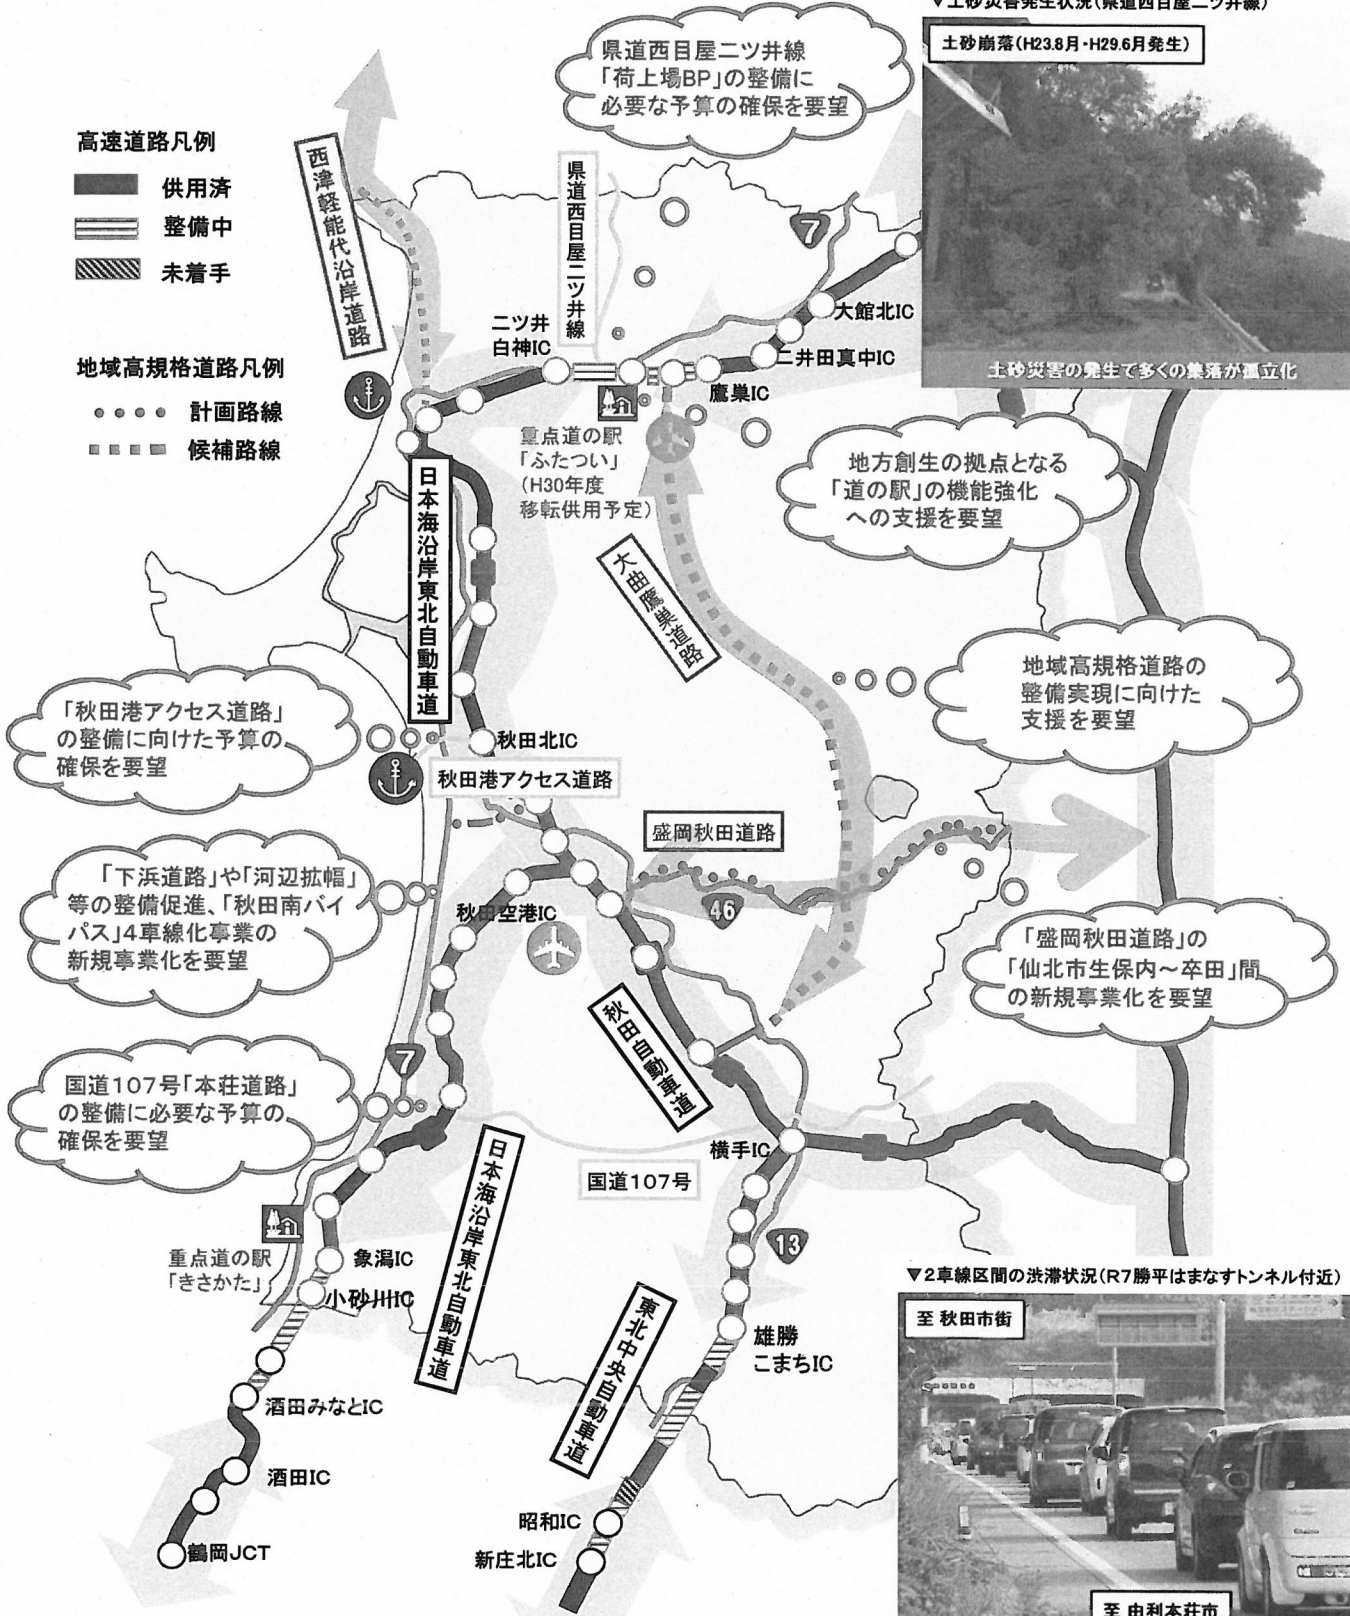 ▼土砂災害発生状況(県道西目屋二ツ井線)
土砂崩落(H23.8月・H29.6月発生)
土砂災害の発生で多くの集落が孤立化
県道西目屋二ツ井線
「荷上場BP」の整備に
必要な予算の確保を要望
高速道路凡例
供用済
整備中
未着手
地域高規格道路凡例
計画路線
候補路線
西津軽能代沿岸道路
県道西目屋二ツ井線
7
大館北IC
二ツ井
白神IC
二井田真中IC
鷹巣IC
重点道の駅
「ふたつい」
(H30年度
移転供用予定)
地方創生の拠点となる
「道の駅」の機能強化
への支援を要望
日本海沿岸東北自動車道
大曲鷹巣道路
地域高規格道路の
整備実現に向けた
支援を要望
「秋田港アクセス道路」
の整備に向けた予算の
確保を要望
秋田北IC
秋田港アクセス道路
盛岡秋田道路
46
「下浜道路」や「河辺拡幅」
等の整備促進、「秋田南バイ
パス」4車線化事業の
新規事業化を要望
秋田空港IC
「盛岡秋田道路」の
「仙北市生保内～卒田」間
の新規事業化を要望
秋田自動車道
7
国道107号「本荘道路」
の整備に必要な予算の
確保を要望
横手IC
国道107号
日本海沿岸東北自動車道
13
重点道の駅
「きさかた」
象潟IC
小砂川IC
東北中央自動車道
雄勝
こまちIC
酒田みなとIC
酒田IC
鶴岡JCT
昭和IC
新庄北IC
▼2車線区間の渋滞状況(R7勝平はまなすトンネル付近)
至 秋田市街
至 由利本荘市